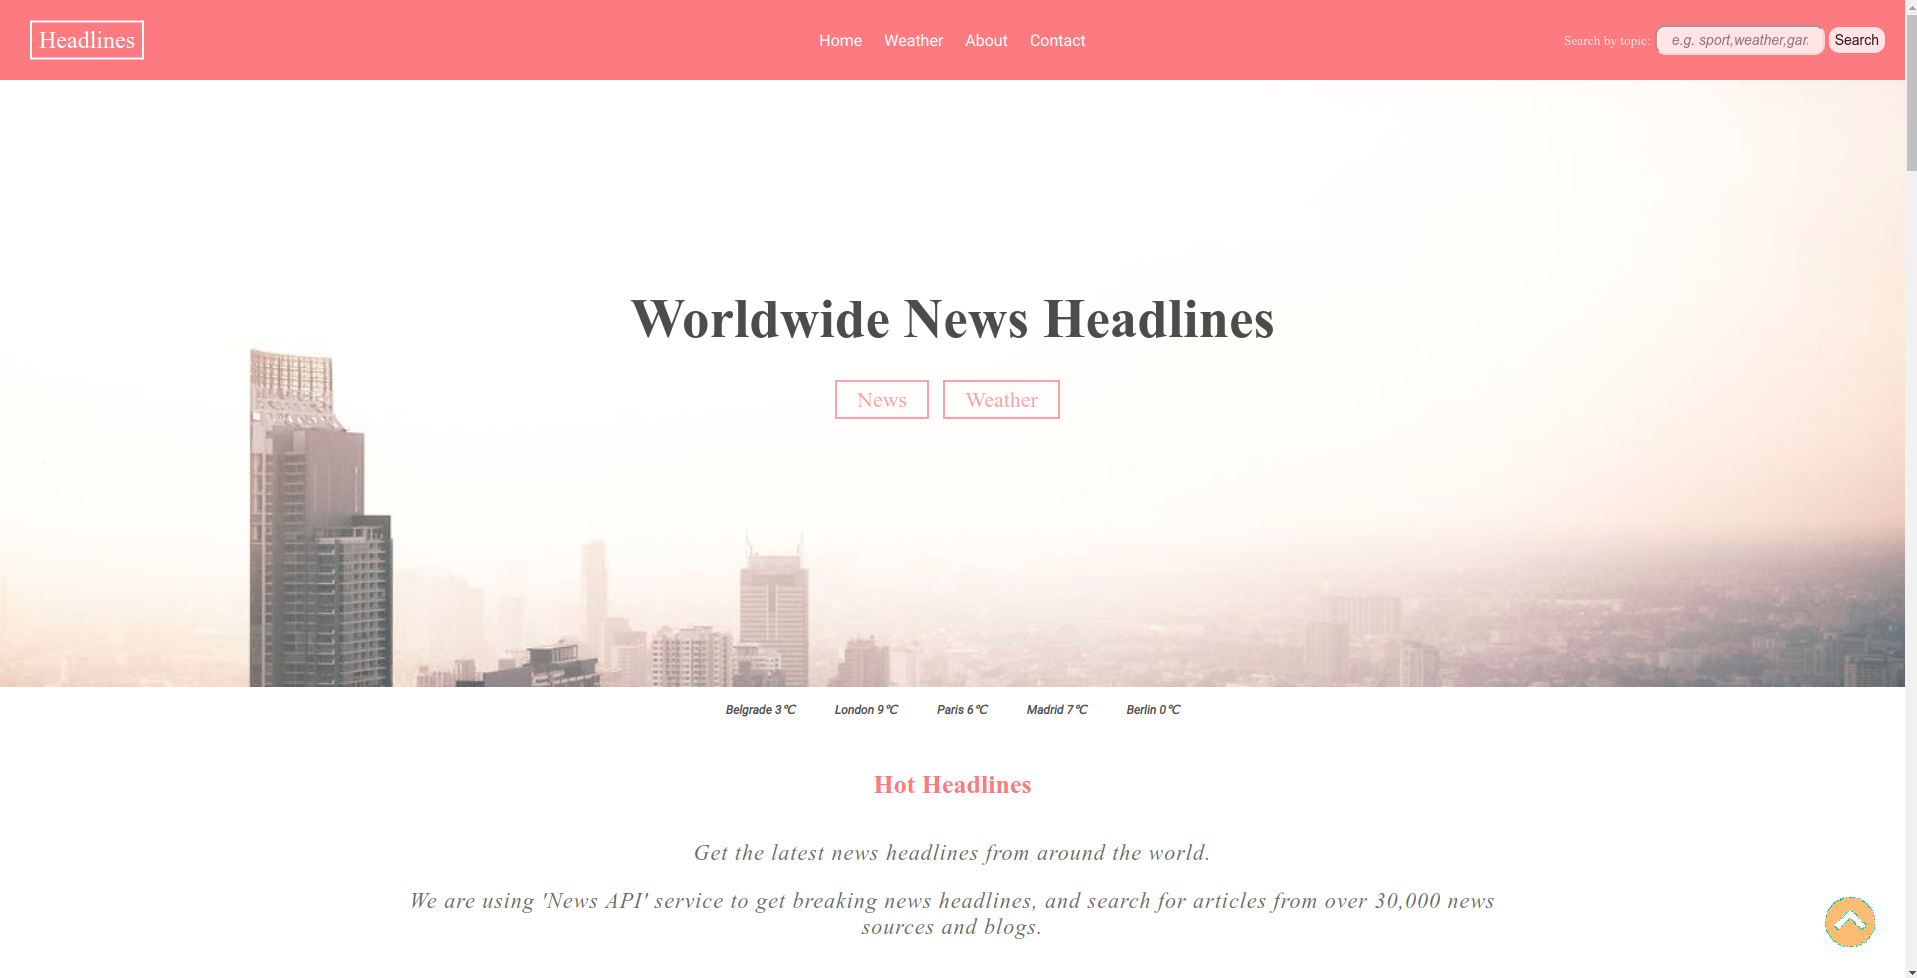 Headlines
Home Weather About Contact
Search by topic: e.g. sport,weather,gar Search
Worldwide News Headlines
News Weather
Belgrade 3℃ London 9℃ Paris 6℃ Madrid 7℃ Berlin 0℃
Hot Headlines
Get the latest news headlines from around the world.
We are using 'News API' service to get breaking news headlines, and search for articles from over 30,000 news
sources and blogs.